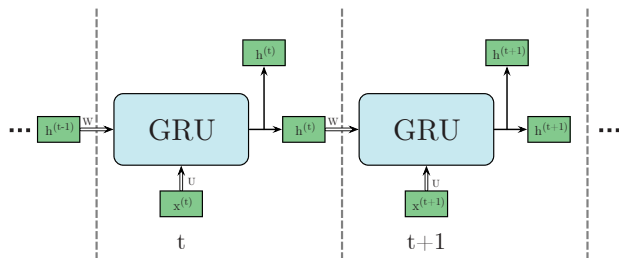 h(t) h(t+1)
... h(t-1) W GRU h(t) W GRU h(t+1) ...
U U
x(t) x(t+1)
t t+1